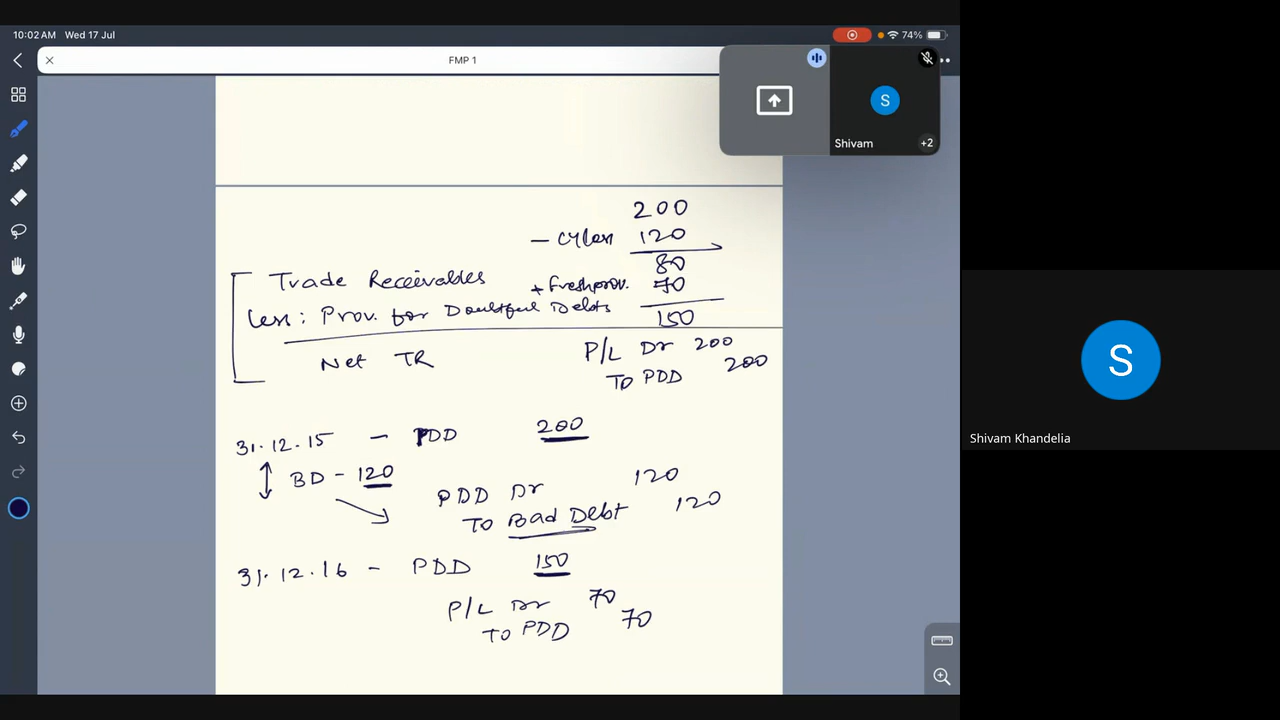 10:02 AM Wed 17 Jul
74%
FMP 1
S
Shivam
+2
200
120
80
+ Fresh prov. 70
150
Trade Receivables
Less: Prov. for Doubtful Debts
Net TR
P/L Dr 200
TO PDD 200
31.12.15 - PDD 200
BD - 120
PDD Dr 120
TO Bad Debt 120
31.12.16 - PDD 150
P/L Dr 70
TO PDD 70
S
Shivam Khandelia